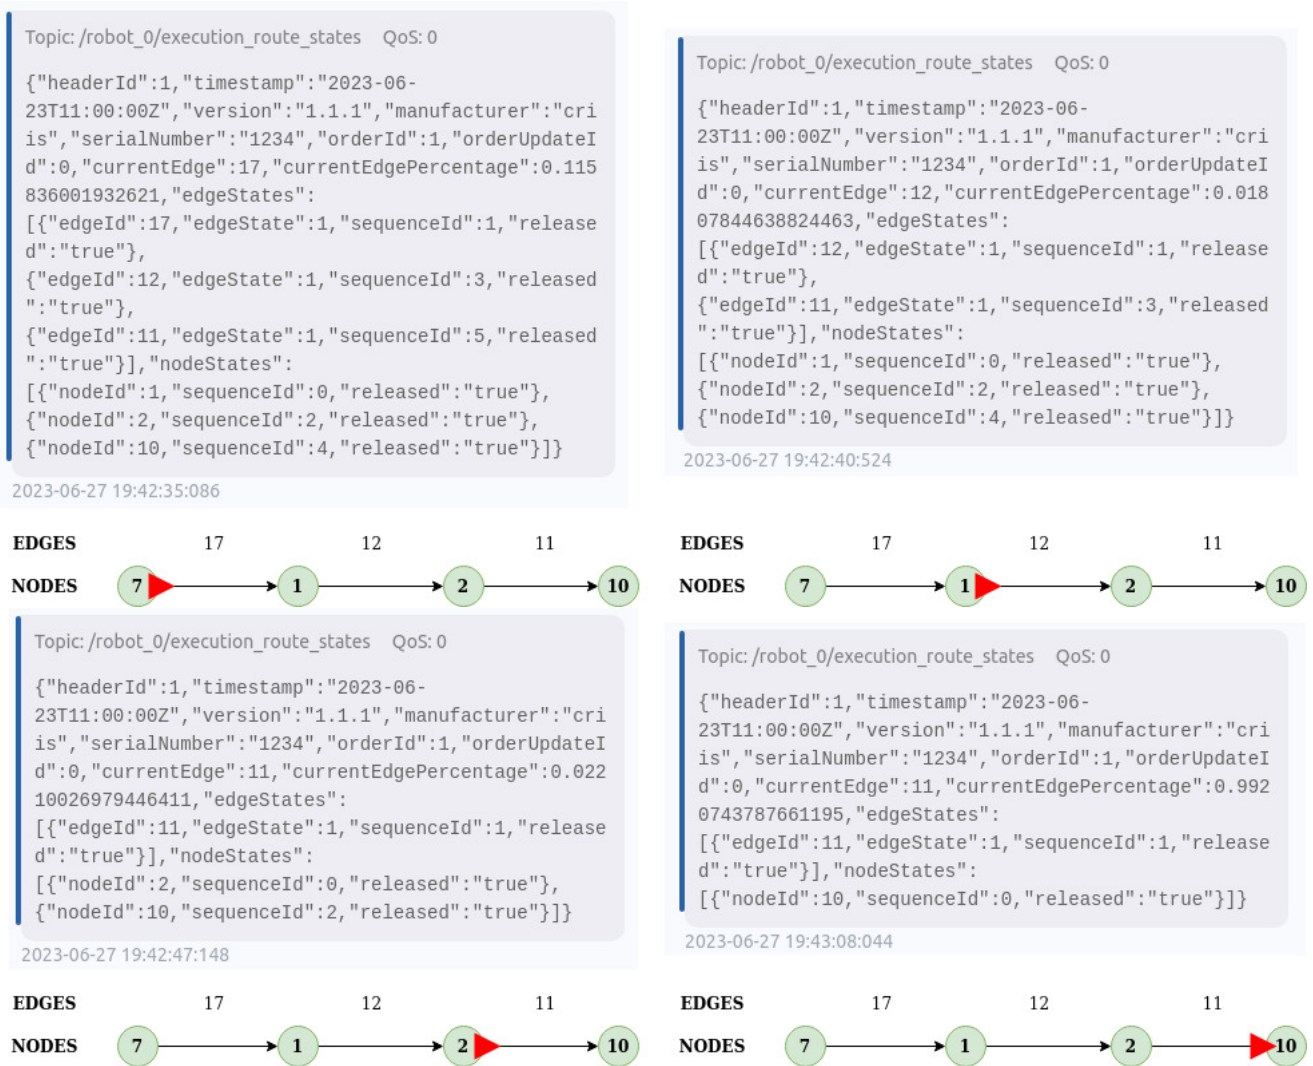 Topic: /robot_0/execution_route_states QoS: 0
{"headerId":1,"timestamp":"2023-06-
23T11:00:00Z","version":"1.1.1","manufacturer":"cri
is","serialNumber":"1234","orderId":1,"orderUpdateI
d":0,"currentEdge":17,"currentEdgePercentage":0.115
836001932621,"edgeStates":
[{"edgeId":17,"edgeState":1,"sequenceId":1,"release
d":"true"},
{"edgeId":12,"edgeState":1,"sequenceId":3,"released
":"true"},
{"edgeId":11,"edgeState":1,"sequenceId":5,"released
":"true"}],"nodeStates":
[{"nodeId":1,"sequenceId":0,"released":"true"},
{"nodeId":2,"sequenceId":2,"released":"true"},
{"nodeId":10,"sequenceId":4,"released":"true"}]}
2023-06-27 19:42:35:086
EDGES 17 12 11
NODES 7 1 2 10
Topic: /robot_0/execution_route_states QoS: 0
{"headerId":1,"timestamp":"2023-06-
23T11:00:00Z","version":"1.1.1","manufacturer":"cri
is","serialNumber":"1234","orderId":1,"orderUpdateI
d":0,"currentEdge":12,"currentEdgePercentage":0.018
07844638824463,"edgeStates":
[{"edgeId":12,"edgeState":1,"sequenceId":1,"release
d":"true"},
{"edgeId":11,"edgeState":1,"sequenceId":3,"released
":"true"}],"nodeStates":
[{"nodeId":1,"sequenceId":0,"released":"true"},
{"nodeId":2,"sequenceId":2,"released":"true"},
{"nodeId":10,"sequenceId":4,"released":"true"}]}
2023-06-27 19:42:40:524
EDGES 17 12 11
NODES 7 1 2 10
Topic: /robot_0/execution_route_states QoS: 0
{"headerId":1,"timestamp":"2023-06-
23T11:00:00Z","version":"1.1.1","manufacturer":"cri
is","serialNumber":"1234","orderId":1,"orderUpdateI
d":0,"currentEdge":11,"currentEdgePercentage":0.022
10026979446411,"edgeStates":
[{"edgeId":11,"edgeState":1,"sequenceId":1,"release
d":"true"}],"nodeStates":
[{"nodeId":2,"sequenceId":0,"released":"true"},
{"nodeId":10,"sequenceId":2,"released":"true"}]}
2023-06-27 19:42:47:148
EDGES 17 12 11
NODES 7 1 2 10
Topic: /robot_0/execution_route_states QoS: 0
{"headerId":1,"timestamp":"2023-06-
23T11:00:00Z","version":"1.1.1","manufacturer":"cri
is","serialNumber":"1234","orderId":1,"orderUpdateI
d":0,"currentEdge":11,"currentEdgePercentage":0.992
0743787661195,"edgeStates":
[{"edgeId":11,"edgeState":1,"sequenceId":1,"release
d":"true"}],"nodeStates":
[{"nodeId":10,"sequenceId":0,"released":"true"}]}
2023-06-27 19:43:08:044
EDGES 17 12 11
NODES 7 1 2 10